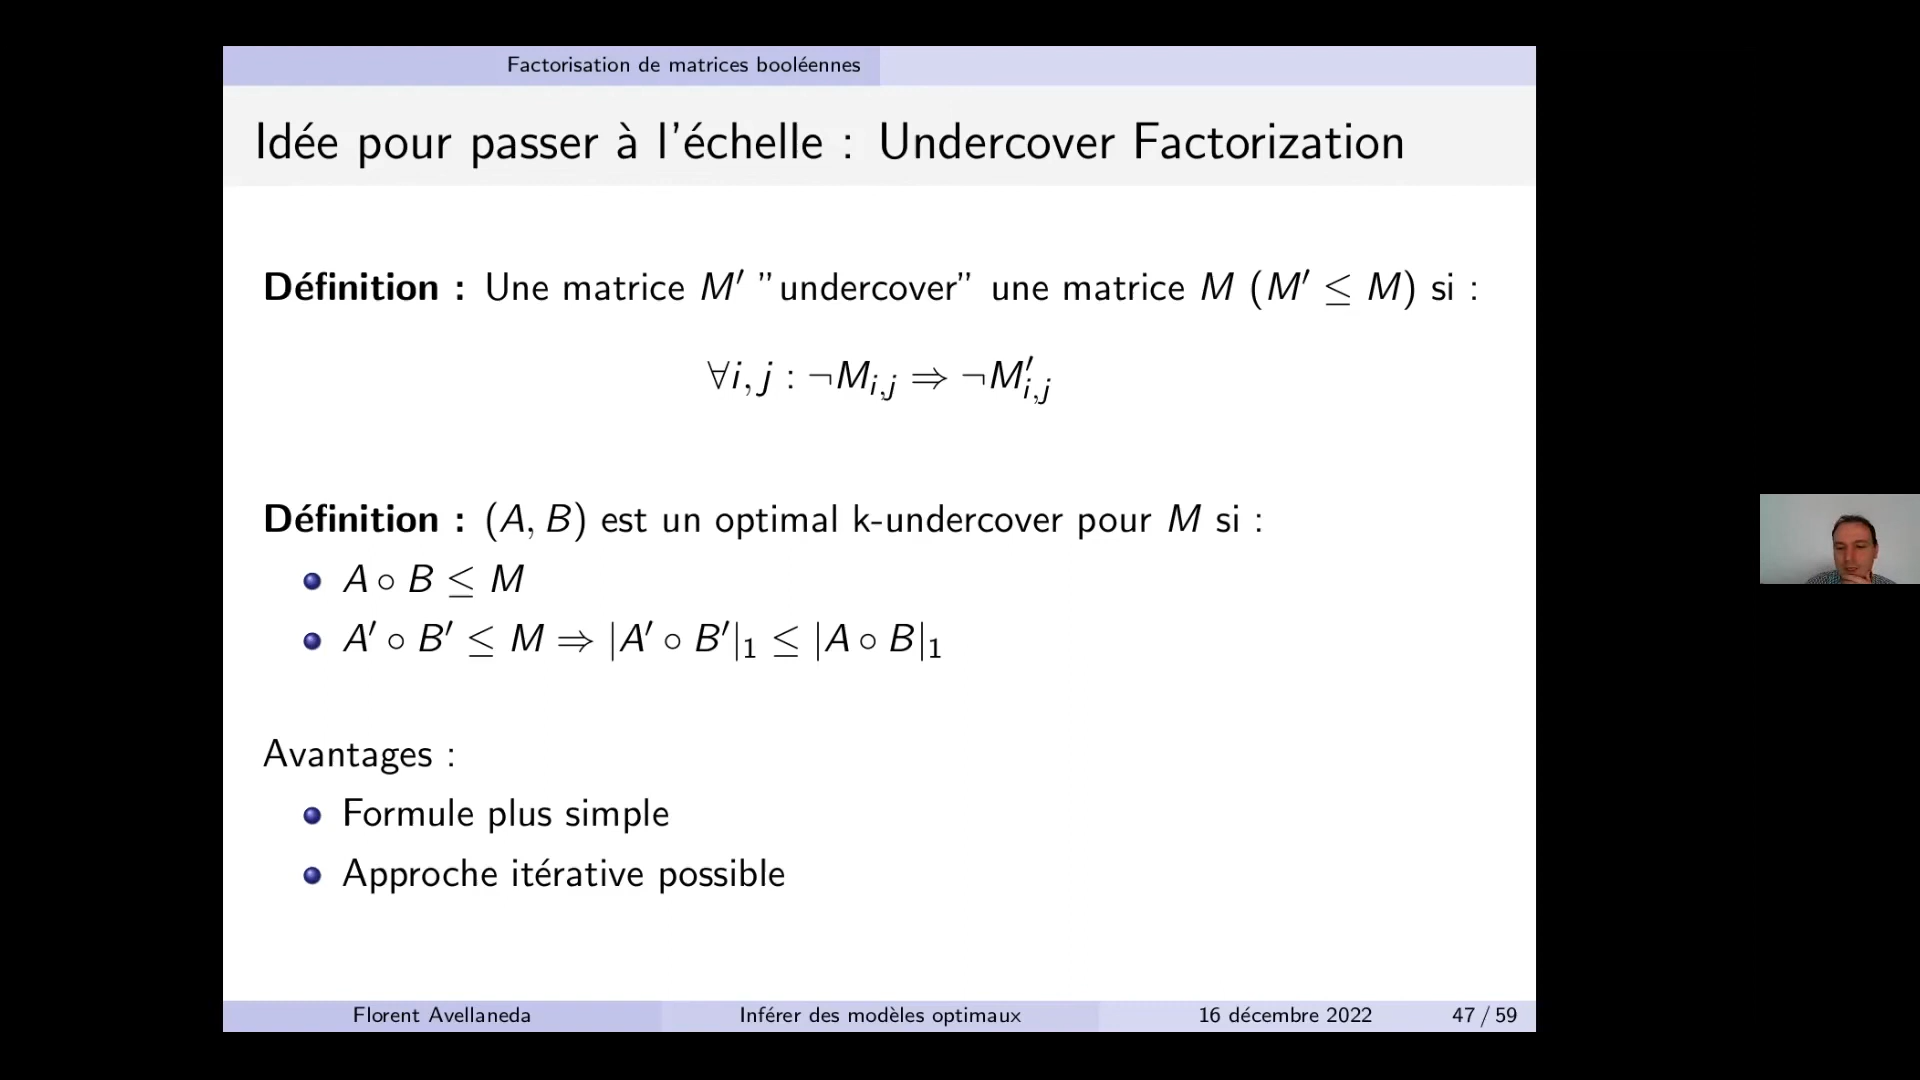 Factorisation de matrices booléennes
Idée pour passer à l'échelle : Undercover Factorization
Définition : Une matrice M′ ”undercover” une matrice M (M′ ≤ M) si :
∀i, j : ¬M_{i,j} ⇒ ¬M′_{i,j}
Définition : (A, B) est un optimal k-undercover pour M si :
A ∘ B ≤ M
A′ ∘ B′ ≤ M ⇒ |A′ ∘ B′|₁ ≤ |A ∘ B|₁
Avantages :
Formule plus simple
Approche itérative possible
Florent Avellaneda Inférer des modèles optimaux 16 décembre 2022 47 / 59